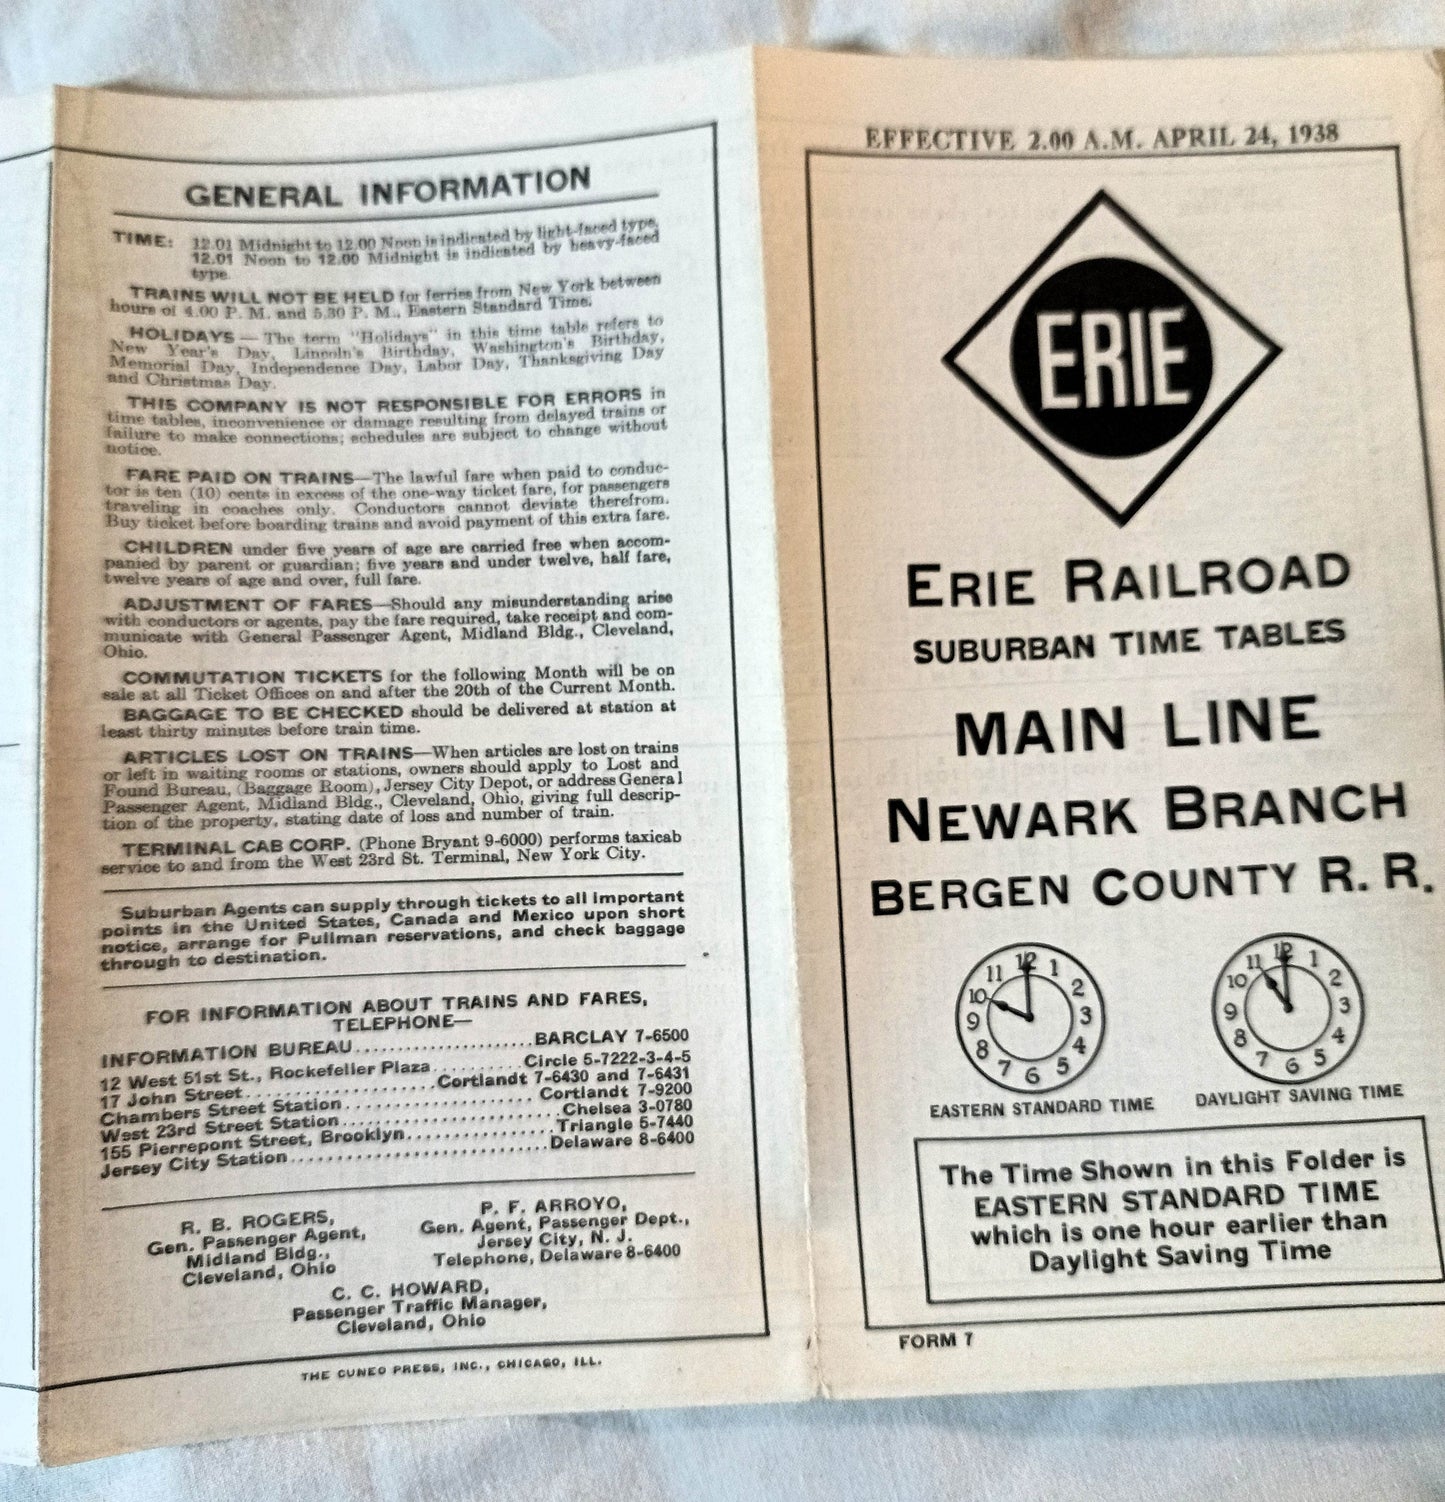 GENERAL INFORMATION
TIME: 12.01 Midnight to 12.00 Noon is indicated by light-faced type,
12.01 Noon to 12.00 Midnight is indicated by heavy-faced
type.
TRAINS WILL NOT BE HELD for ferries from New York between
hours of 4.00 P. M. and 5.30 P. M., Eastern Standard Time.
HOLIDAYS—The term "Holidays" in this time table refers to
New Year's Day, Lincoln's Birthday, Washington's Birthday,
Memorial Day, Independence Day, Labor Day, Thanksgiving Day
and Christmas Day.
THIS COMPANY IS NOT RESPONSIBLE FOR ERRORS in
time tables, inconvenience or damage resulting from delayed trains or
failure to make connections; schedules are subject to change without
notice.
FARE PAID ON TRAINS—The lawful fare when paid to conduc-
tor is ten (10) cents in excess of the one-way ticket fare, for passengers
traveling in coaches only. Conductors cannot deviate therefrom.
Buy ticket before boarding trains and avoid payment of this extra fare.
CHILDREN under five years of age are carried free when accom-
panied by parent or guardian; five years and under twelve, half fare,
twelve years of age and over, full fare.
ADJUSTMENT OF FARES—Should any misunderstanding arise
with conductors or agents, pay the fare required, take receipt and com-
municate with General Passenger Agent, Midland Bldg., Cleveland,
Ohio.
COMMUTATION TICKETS for the following Month will be on
sale at all Ticket Offices on and after the 20th of the Current Month.
BAGGAGE TO BE CHECKED should be delivered at station at
least thirty minutes before train time.
ARTICLES LOST ON TRAINS—When articles are lost on trains
or left in waiting rooms or stations, owners should apply to Lost and
Found Bureau, (Baggage Room), Jersey City Depot, or address General
Passenger Agent, Midland Bldg., Cleveland, Ohio, giving full descrip-
tion of the property, stating date of loss and number of train.
TERMINAL CAB CORP. (Phone Bryant 9-6000) performs taxicab
service to and from the West 23rd St. Terminal, New York City.
Suburban Agents can supply through tickets to all important
points in the United States, Canada and Mexico upon short
notice, arrange for Pullman reservations, and check baggage
through to destination.
FOR INFORMATION ABOUT TRAINS AND FARES,
TELEPHONE—
INFORMATION BUREAU......................BARCLAY 7-6500
12 West 51st St., Rockefeller Plaza..........Circle 5-7222-3-4-5
17 John Street......................Cortlandt 7-6430 and 7-6431
Chambers Street Station......................Cortlandt 7-9200
West 23rd Street Station......................Chelsea 3-0780
155 Pierrepont Street, Brooklyn................Triangle 5-7440
Jersey City Station..............................Delaware 8-6400
R. B. ROGERS,
Gen. Passenger Agent,
Midland Bldg.,
Cleveland, Ohio
P. F. ARROYO,
Gen. Agent, Passenger Dept.,
Jersey City, N. J.
Telephone, Delaware 8-6400
C. C. HOWARD,
Passenger Traffic Manager,
Cleveland, Ohio
THE CUNEO PRESS, INC., CHICAGO, ILL.
EFFECTIVE 2.00 A.M. APRIL 24, 1938
ERIE
ERIE RAILROAD
SUBURBAN TIME TABLES
MAIN LINE
NEWARK BRANCH
BERGEN COUNTY R. R.
12 1 2 3 4 5 6 7 8 9 10 11
EASTERN STANDARD TIME
12 1 2 3 4 5 6 7 8 9 10 11
DAYLIGHT SAVING TIME
The Time Shown in this Folder is
EASTERN STANDARD TIME
which is one hour earlier than
Daylight Saving Time
FORM 7